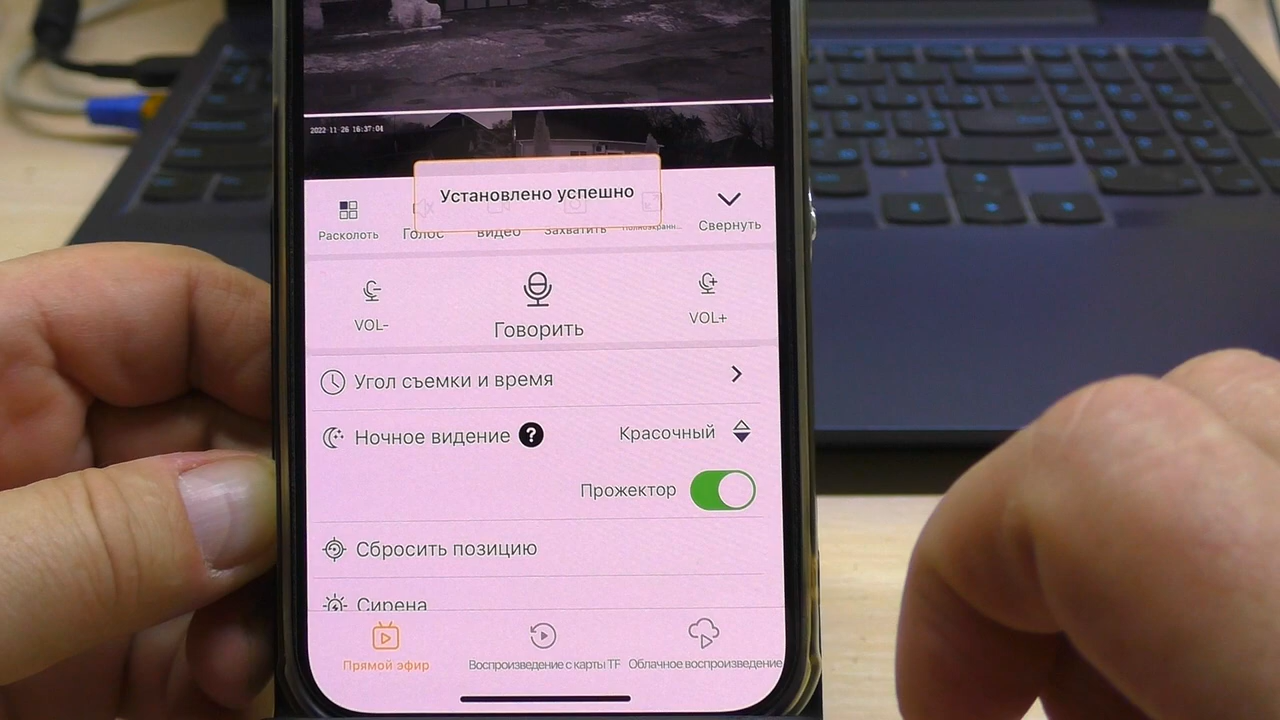 2022-11-26 16:37:04
Установлено успешно
Расколоть
Голос
Видео
Захватить
Полноэкранн...
Свернуть
VOL-
Говорить
VOL+
Угол съемки и время
Ночное видение ?
Красочный
Прожектор
Сбросить позицию
Сирена
Прямой эфир
Воспроизведение с карты TF
Облачное воспроизведение